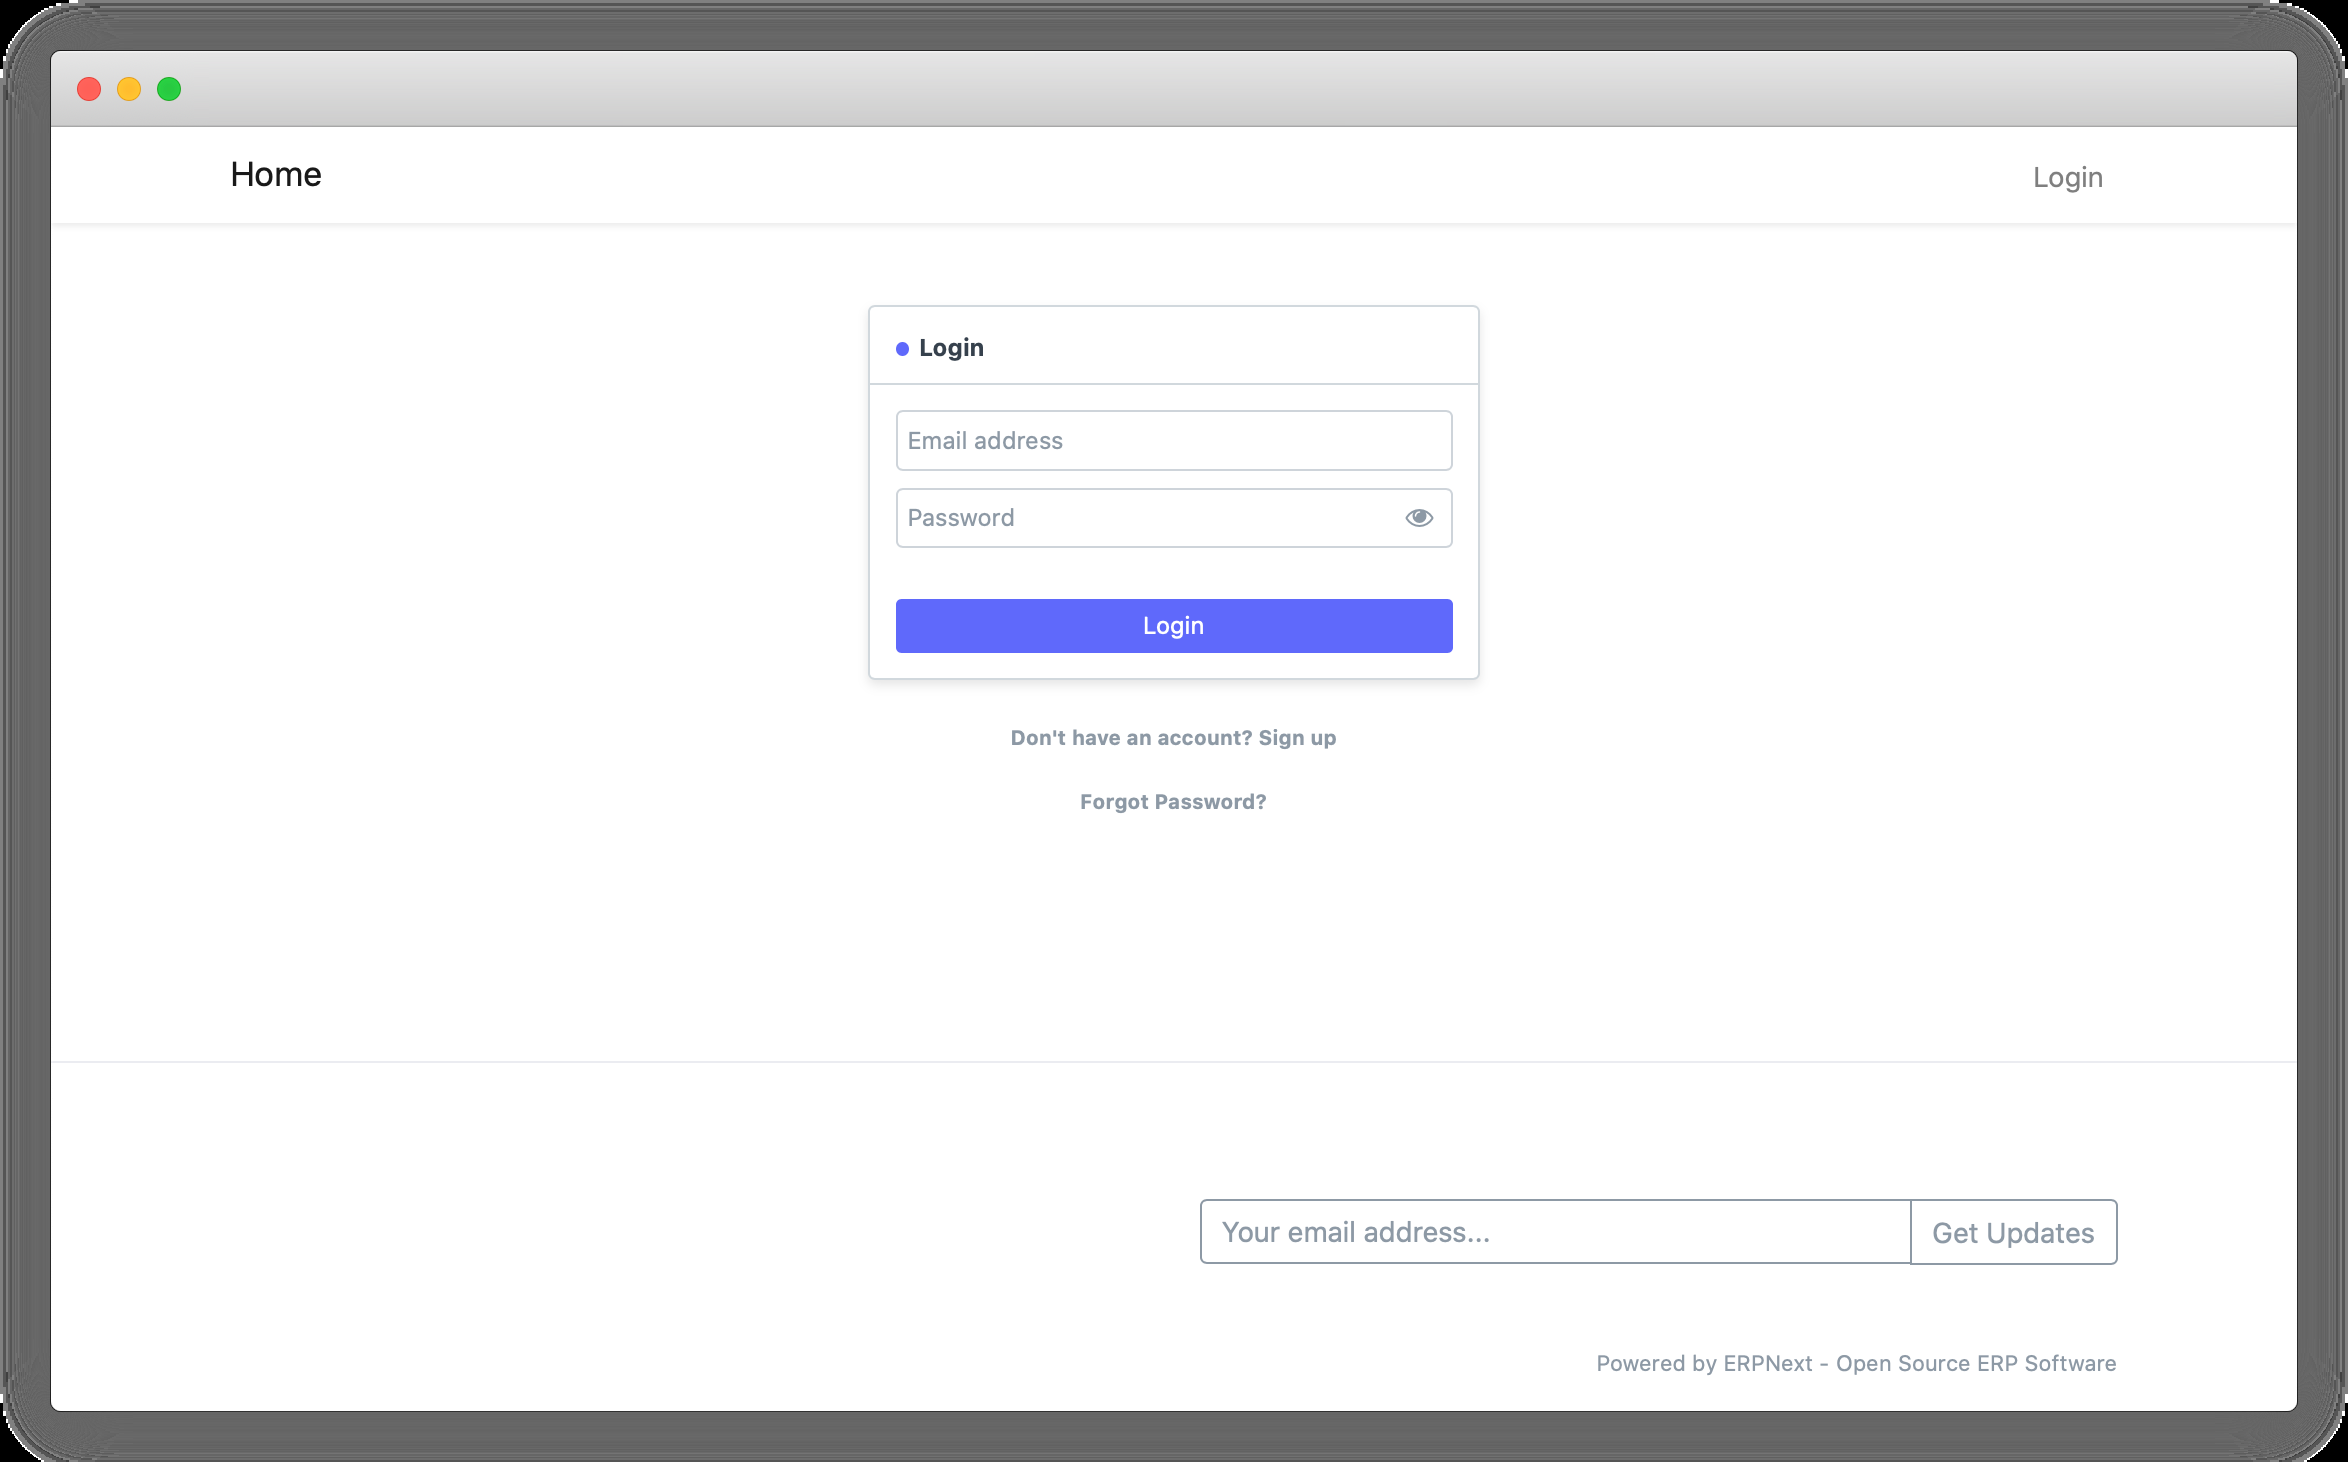 Home
Login
Login
Email address
Password
Login
Don't have an account? Sign up
Forgot Password?
Your email address...
Get Updates
Powered by ERPNext - Open Source ERP Software